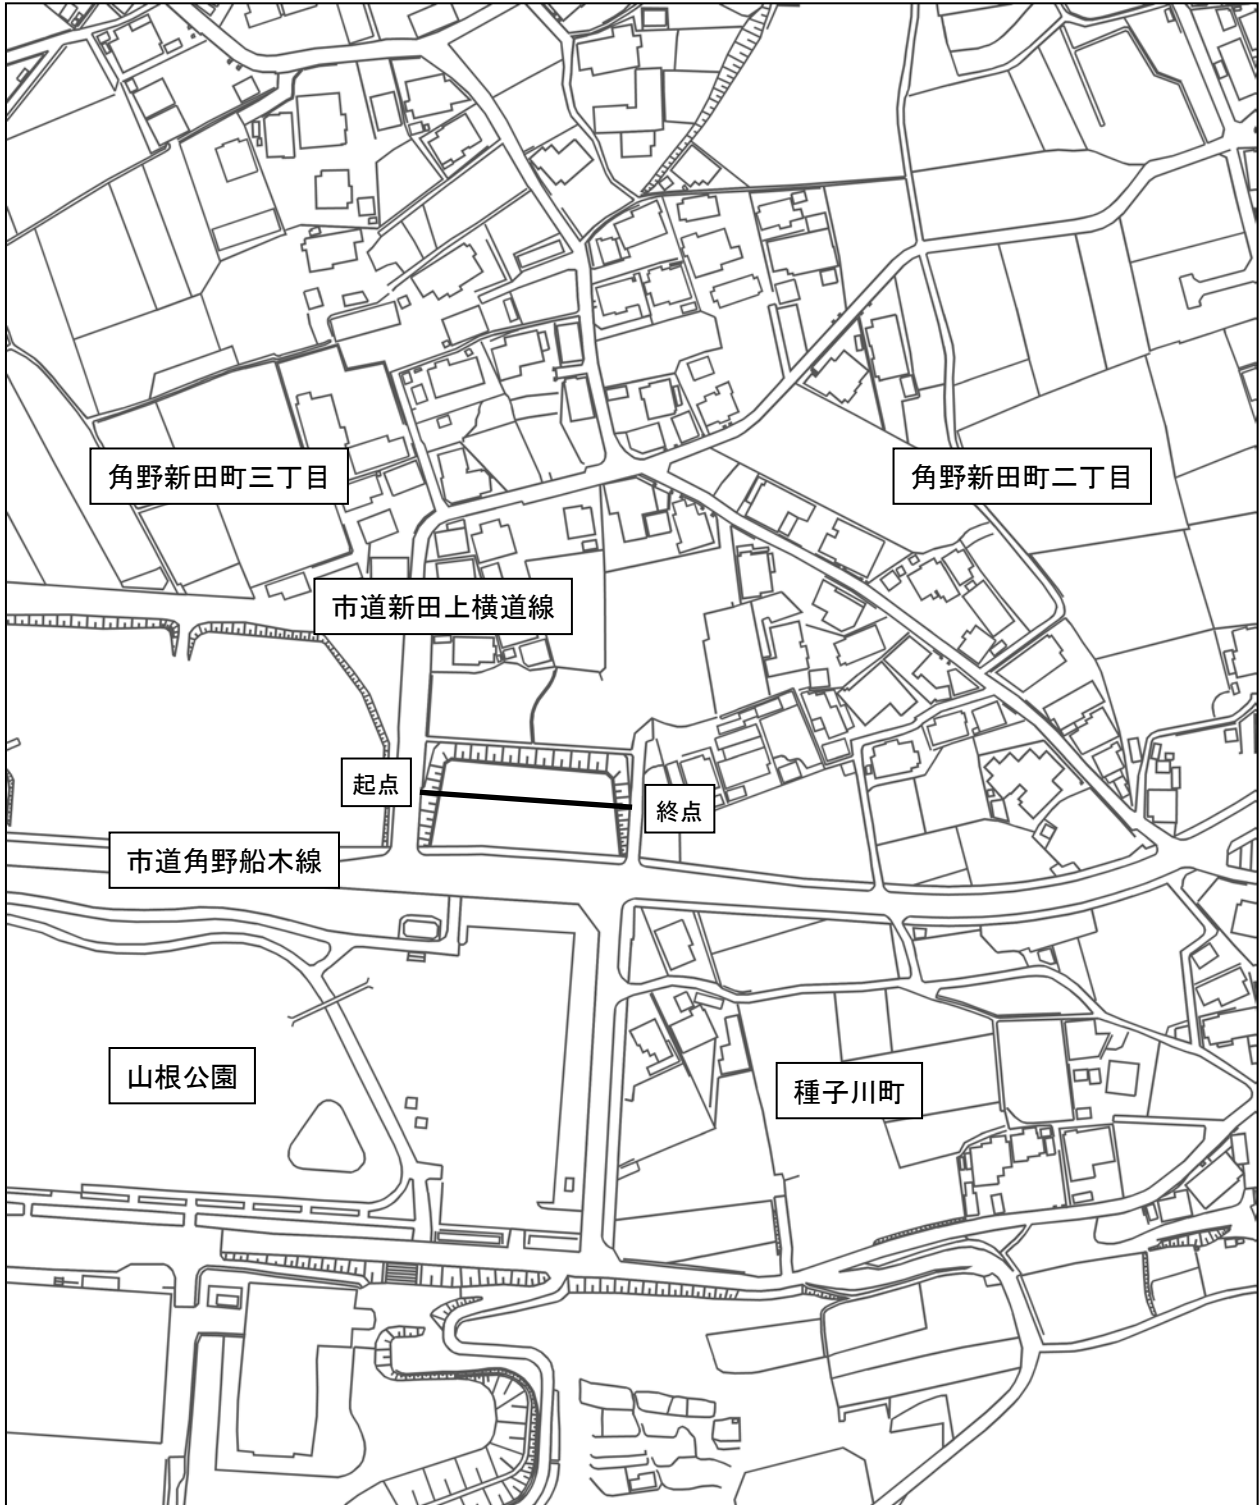 角野新田町三丁目
角野新田町二丁目
市道新田上横道線
起点
終点
市道角野船木線
山根公園
種子川町